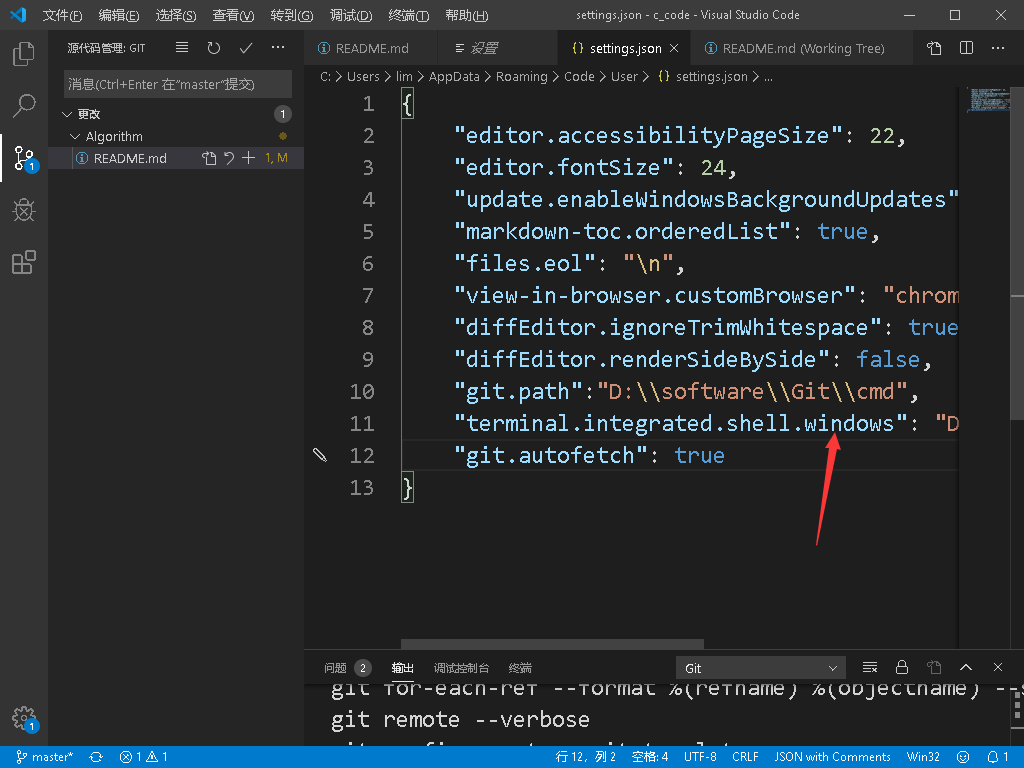 文件(F) 编辑(E) 选择(S) 查看(V) 转到(G) 调试(D) 终端(T) 帮助(H) settings.json - c_code - Visual Studio Code
源代码管理: GIT
README.md 设置 {} settings.json README.md (Working Tree)
C: > Users > lim > AppData > Roaming > Code > User > {} settings.json > ...
消息(Ctrl+Enter 在"master"提交)
更改 1
Algorithm
README.md 1, M
1
1 {
2 "editor.accessibilityPageSize": 22,
3 "editor.fontSize": 24,
4 "update.enableWindowsBackgroundUpdates"
5 "markdown-toc.orderedList": true,
6 "files.eol": "\n",
7 "view-in-browser.customBrowser": "chrom
8 "diffEditor.ignoreTrimWhitespace": true
9 "diffEditor.renderSideBySide": false,
10 "git.path":"D:\\software\\Git\\cmd",
11 "terminal.integrated.shell.windows": "D
12 "git.autofetch": true
13 }
问题 2 输出 调试控制台 终端 Git
git for-each-ref --format %(refname) %(objectname) --s
git remote --verbose
1
master* 1 1 行 12，列 2 空格: 4 UTF-8 CRLF JSON with Comments Win32 1